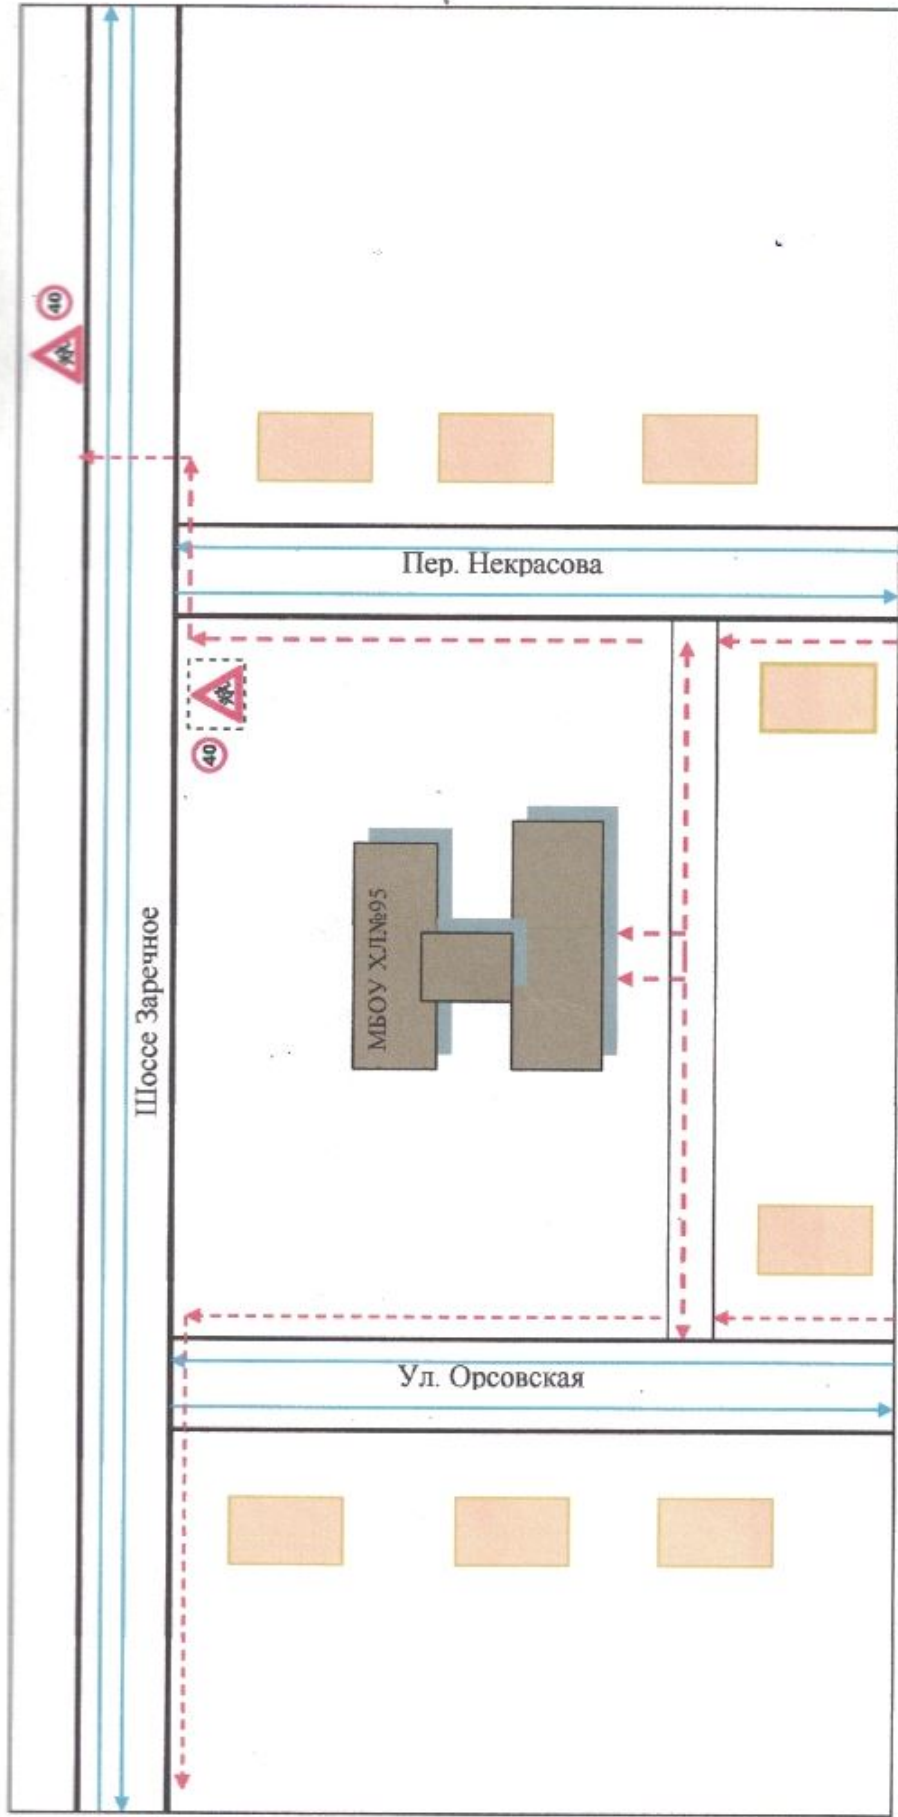 40
Пер. Некрасова
40
Шоссе Заречное
МБОУ ХЛ№95
Ул. Орсовская